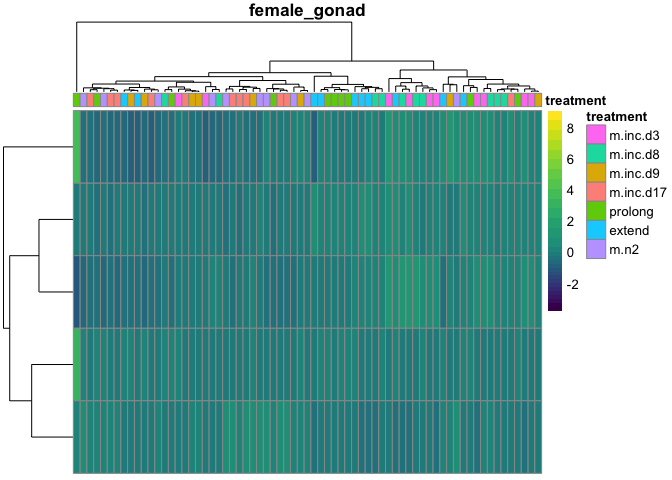 female_gonad
treatment
treatment
8
6
4
2
0
-2
m.inc.d3
m.inc.d8
m.inc.d9
m.inc.d17
prolong
extend
m.n2